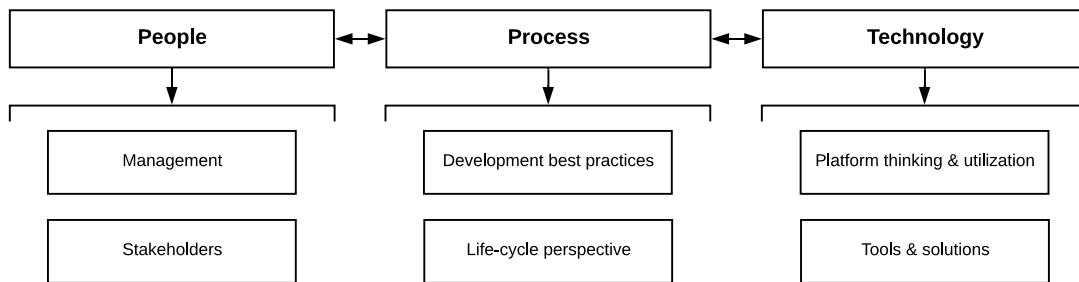 People
Process
Technology
Management
Development best practices
Platform thinking & utilization
Stakeholders
Life-cycle perspective
Tools & solutions